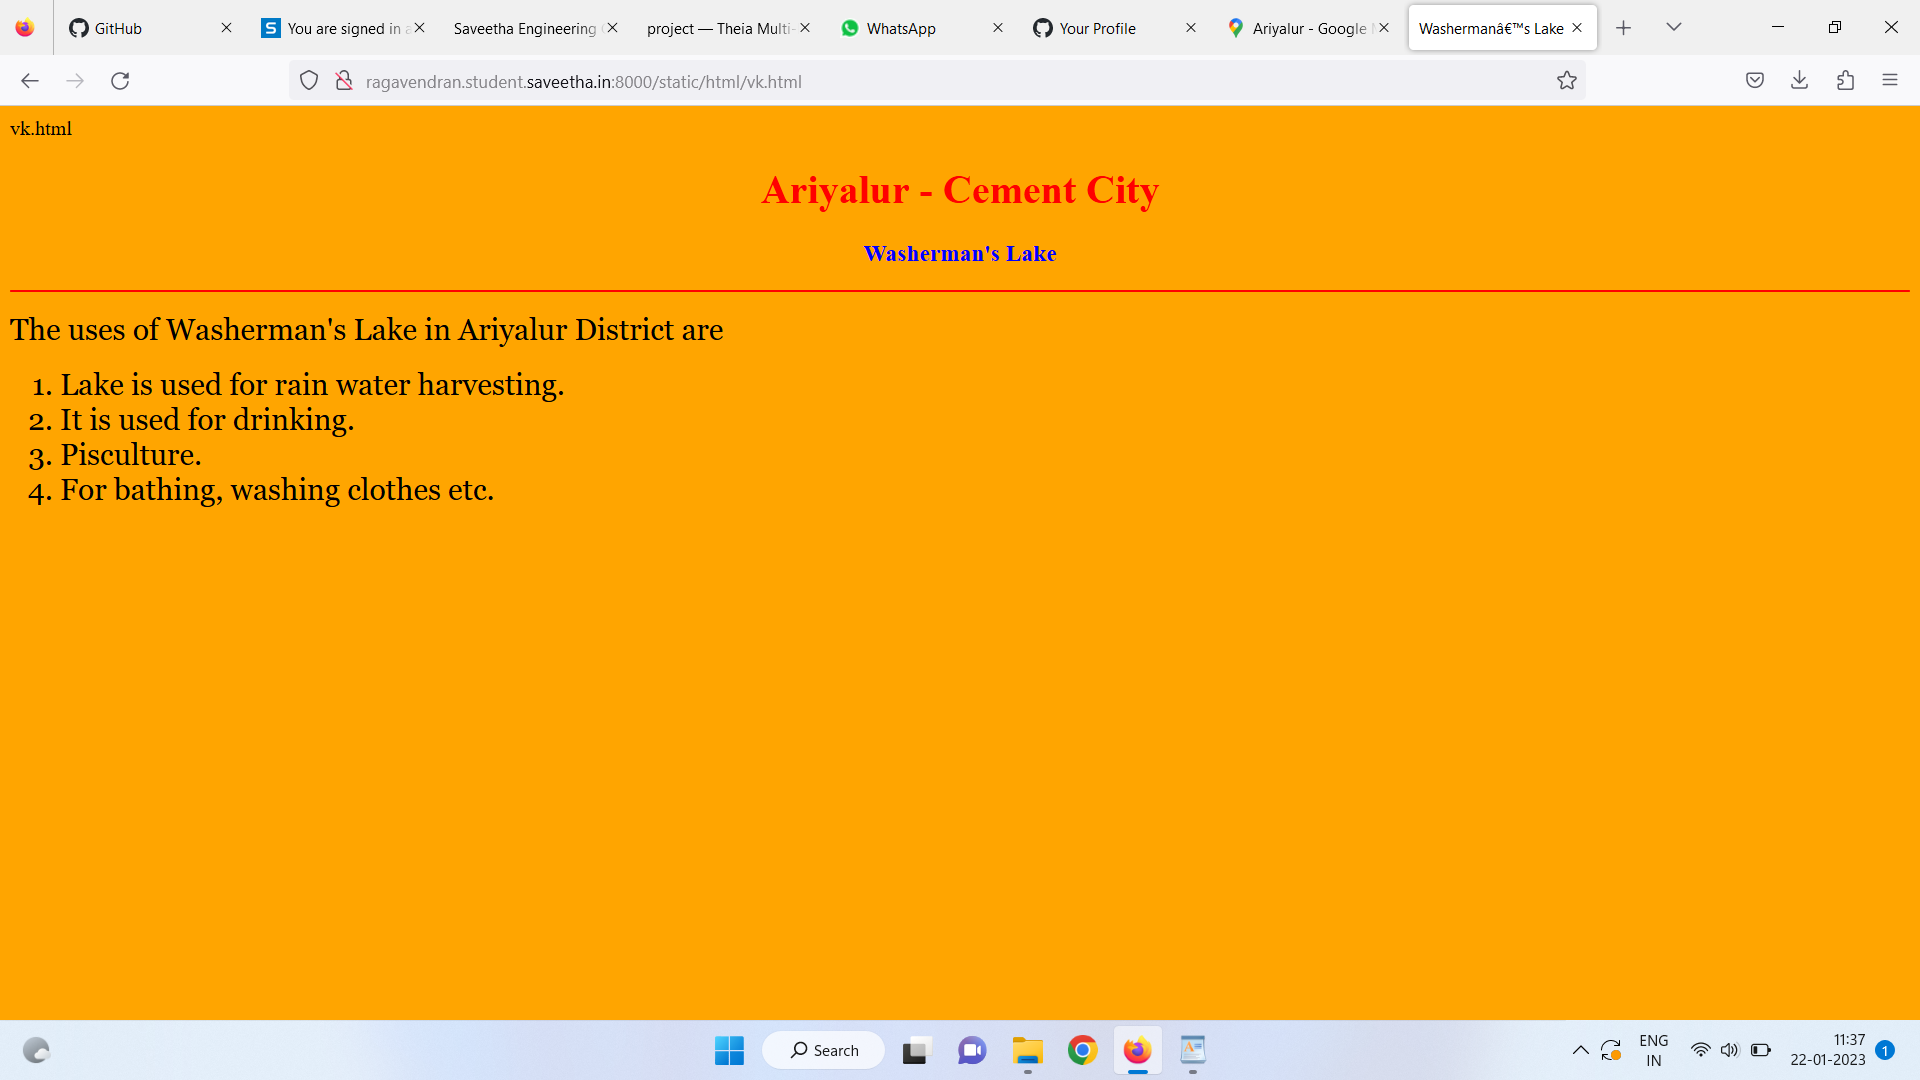 GitHub
You are signed in a
Saveetha Engineering
project — Theia Multi-
WhatsApp
Your Profile
Ariyalur - Google
Washermanâ€™s Lake
ragavendran.student.saveetha.in:8000/static/html/vk.html
vk.html
Ariyalur - Cement City
Washerman's Lake
The uses of Washerman's Lake in Ariyalur District are
1. Lake is used for rain water harvesting.
2. It is used for drinking.
3. Pisculture.
4. For bathing, washing clothes etc.
Search
ENG
IN
11:37
22-01-2023
1